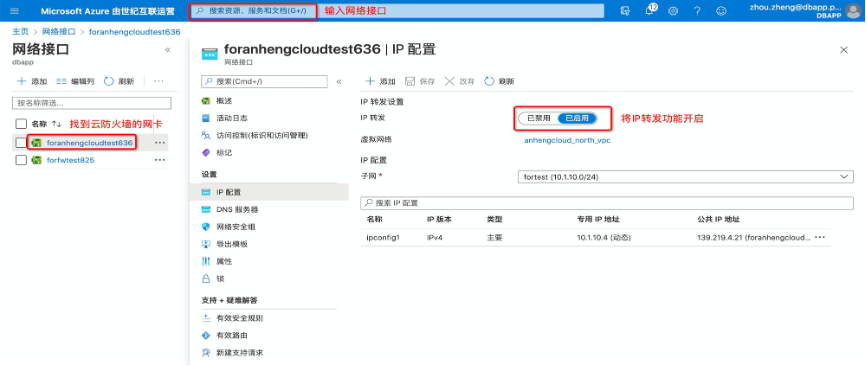 Microsoft Azure 由世纪互联运营
搜索资源、服务和文档(G+/)
输入网络接口
12
zhou.zheng@dbapp.p...
DBAPP
主页 > 网络接口 > foranhengcloudtest636
网络接口
dbapp
添加 编辑列 刷新 ...
按名称筛选...
名称 ↑↓
找到云防火墙的网卡
foranhengcloudtest636 ...
forfwtest825 ...
foranhengcloudtest636 | IP 配置
网络接口
搜索(Cmd+/)
概述
活动日志
访问控制(标识和访问管理)
标记
设置
IP 配置
DNS 服务器
网络安全组
导出模板
属性
锁
支持 + 疑难解答
有效安全规则
有效路由
新建支持请求
添加 保存 放弃 刷新
IP 转发设置
IP 转发 已禁用 已启用
将IP转发功能开启
虚拟网络 anhengcloud_north_vpc
IP 配置
子网 * fortest (10.1.10.0/24)
搜索 IP 配置
名称 IP 版本 类型 专用 IP 地址 公共 IP 地址
ipconfig1 IPv4 主要 10.1.10.4 (动态) 139.219.4.21 (foranhengcloud... ...